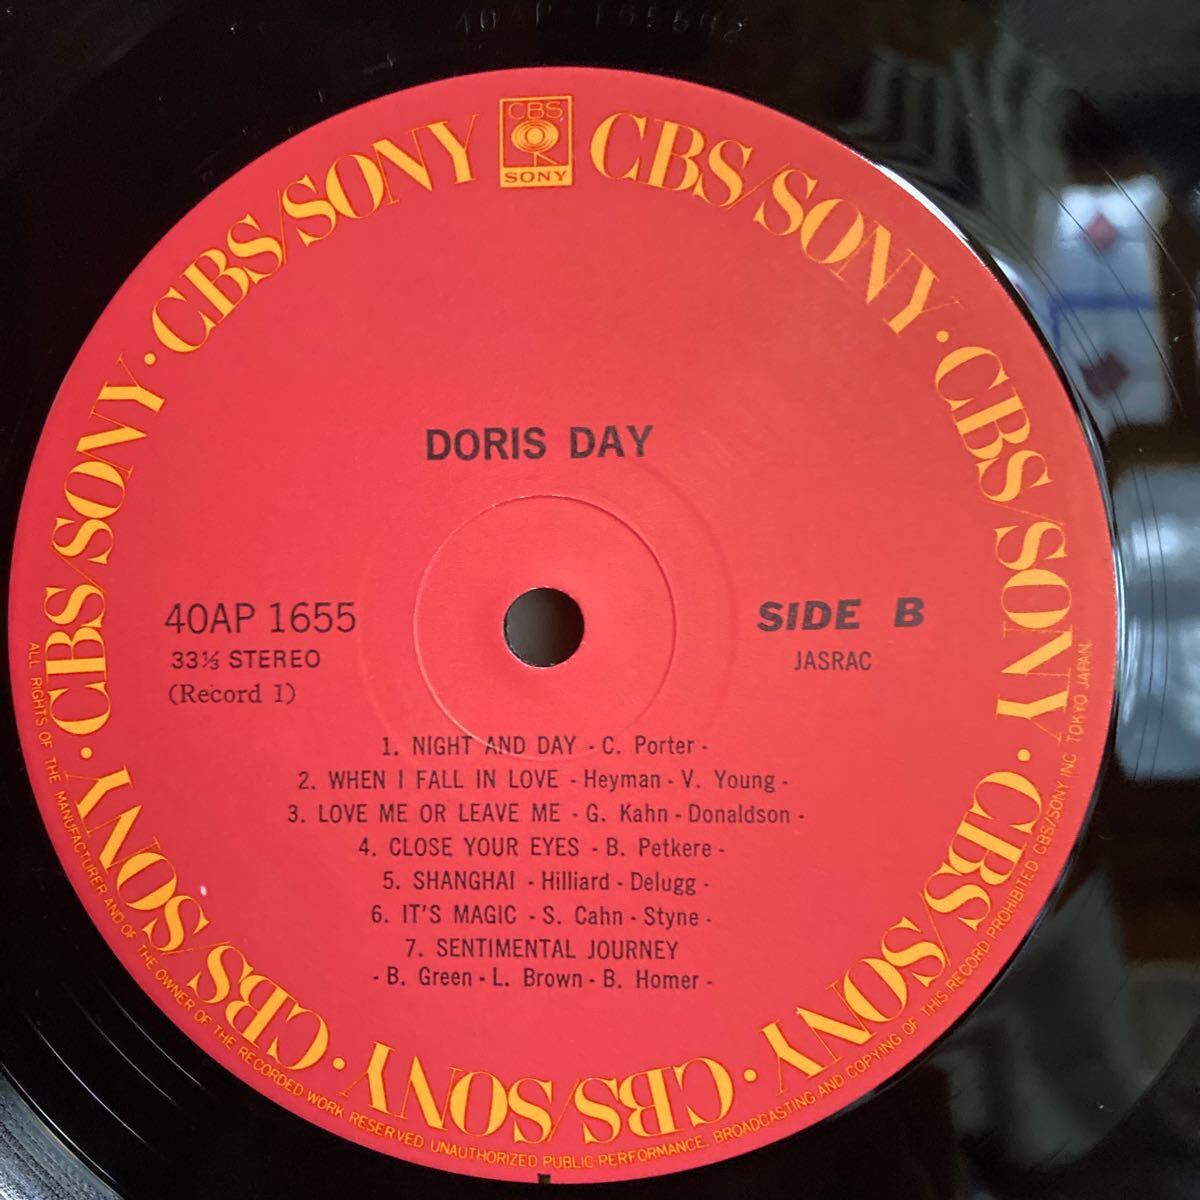 40AP-1655B2
CBS
SONY
CBS/SONY · CBS/SONY · CBS/SONY · CBS/SONY · CBS/SONY · CBS/SONY · CBS/SONY · CBS/SONY
DORIS DAY
40AP 1655
33⅓ STEREO
(Record 1)
SIDE B
JASRAC
1. NIGHT AND DAY - C. Porter -
2. WHEN I FALL IN LOVE - Heyman - V. Young -
3. LOVE ME OR LEAVE ME - G. Kahn - Donaldson -
4. CLOSE YOUR EYES - B. Petkere -
5. SHANGHAI - Hilliard - Delugg -
6. IT'S MAGIC - S. Cahn - Styne -
7. SENTIMENTAL JOURNEY
- B. Green - L. Brown - B. Homer -
ALL RIGHTS OF THE MANUFACTURER AND OF THE OWNER OF THE RECORDED WORK RESERVED UNAUTHORIZED PUBLIC PERFORMANCE, BROADCASTING AND COPYING OF THIS RECORD PROHIBITED CBS/SONY INC TOKYO JAPAN.